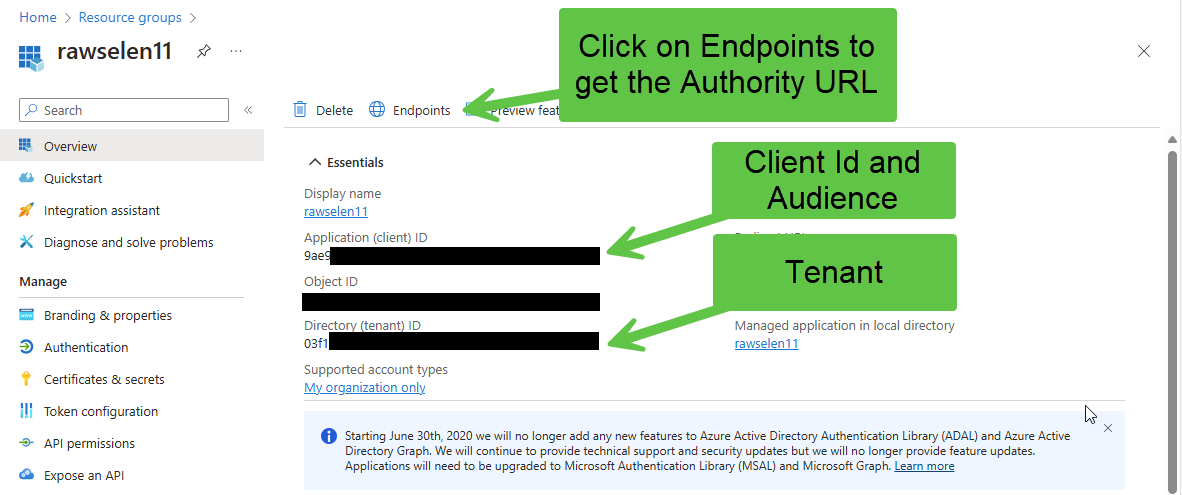 Home > Resource groups >
rawselen11
...
Click on Endpoints to
get the Authority URL
Search
«
Delete
Endpoints
Preview feat
Overview
Quickstart
Integration assistant
Diagnose and solve problems
Manage
Branding & properties
Authentication
Certificates & secrets
Token configuration
API permissions
Expose an API
Essentials
Display name
rawselen11
Client Id and
Audience
Application (client) ID
9ae9
Object ID
Tenant
Directory (tenant) ID
03f1
Managed application in local directory
rawselen11
Supported account types
My organization only
Starting June 30th, 2020 we will no longer add any new features to Azure Active Directory Authentication Library (ADAL) and Azure Active
Directory Graph. We will continue to provide technical support and security updates but we will no longer provide feature updates.
Applications will need to be upgraded to Microsoft Authentication Library (MSAL) and Microsoft Graph. Learn more